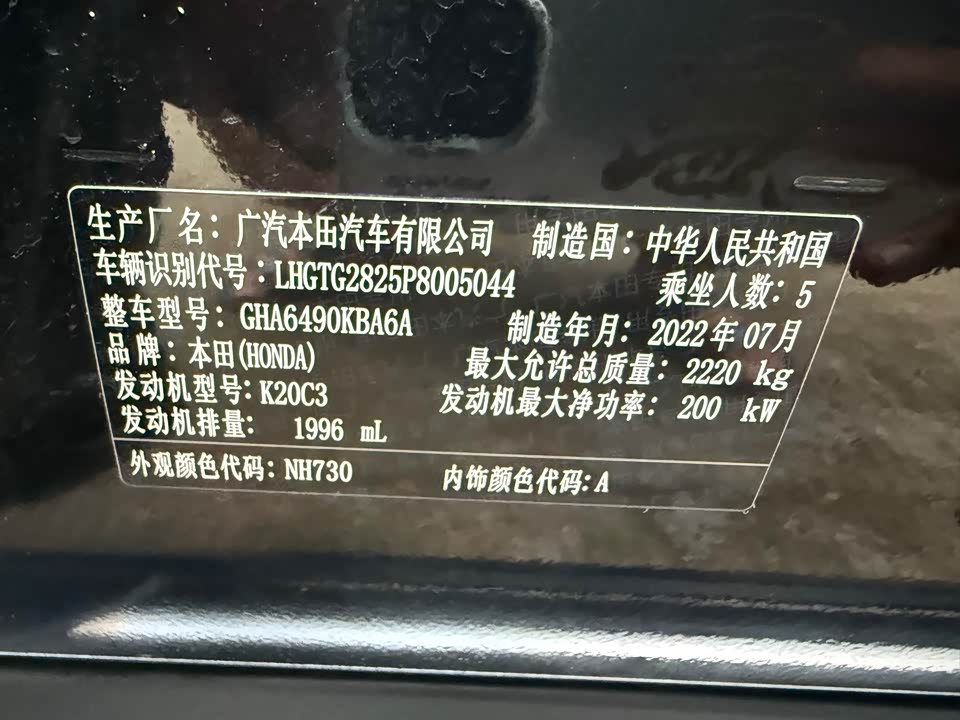 生产厂名：广汽本田汽车有限公司 制造国：中华人民共和国
车辆识别代号：LHGTG2825P8005044 乘坐人数：5
整车型号：GHA6490KBA6A 制造年月：2022年07月
品牌：本田(HONDA) 最大允许总质量：2220 kg
发动机型号：K20C3 发动机最大净功率：200 kW
发动机排量：1996 mL
外观颜色代码：NH730 内饰颜色代码：A